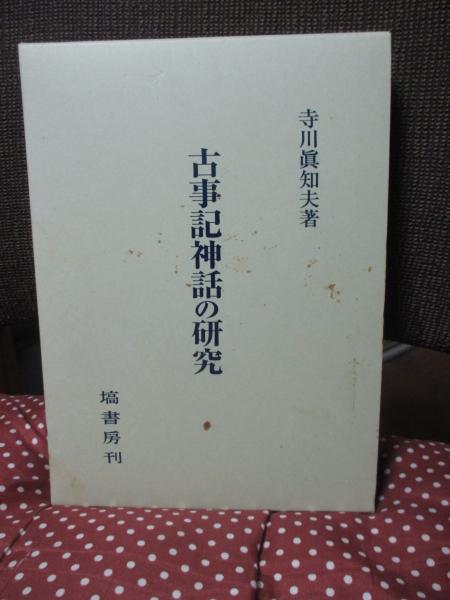 寺川眞知夫著
古事記神話の研究
塙書房刊